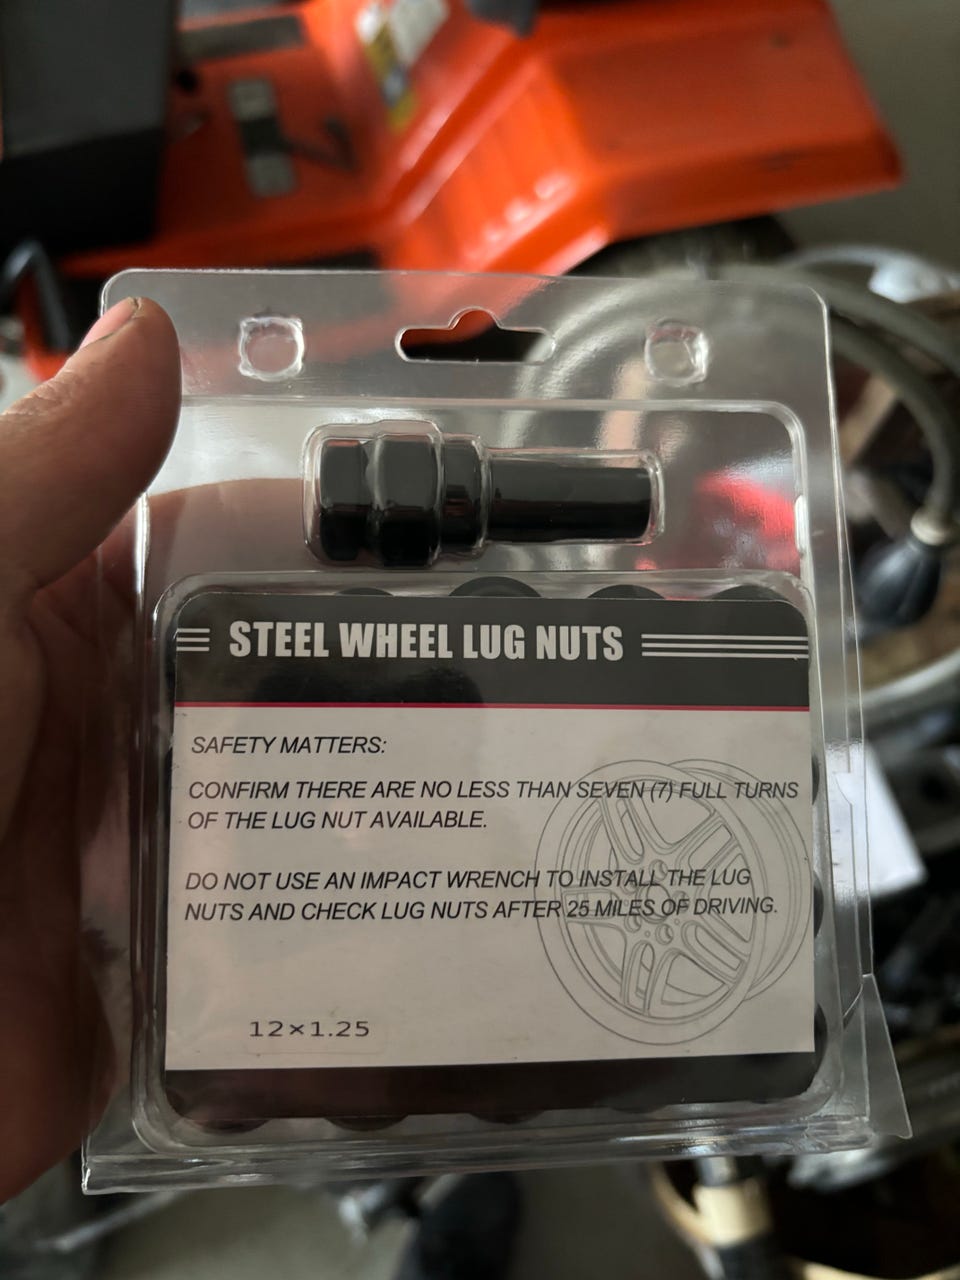 STEEL WHEEL LUG NUTS
SAFETY MATTERS:
CONFIRM THERE ARE NO LESS THAN SEVEN (7) FULL TURNS
OF THE LUG NUT AVAILABLE.
DO NOT USE AN IMPACT WRENCH TO INSTALL THE LUG
NUTS AND CHECK LUG NUTS AFTER 25 MILES OF DRIVING.
12×1.25